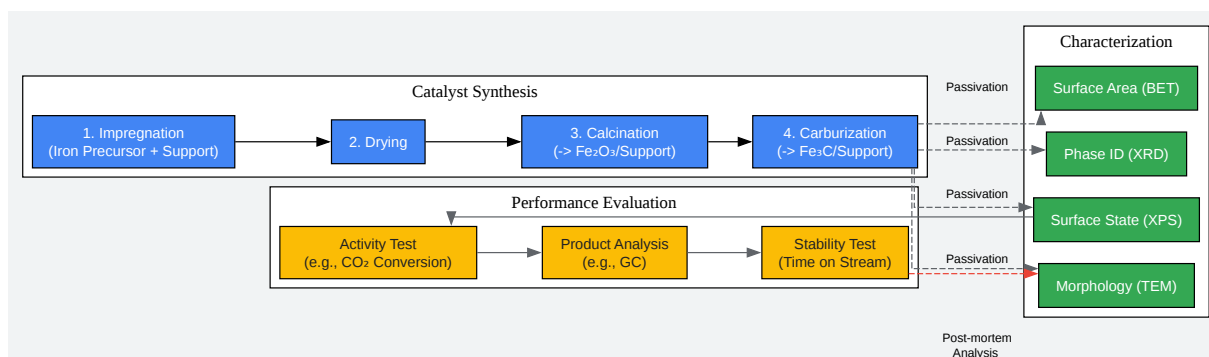 Characterization
Catalyst Synthesis
1. Impregnation
(Iron Precursor + Support)
2. Drying
3. Calcination
(-> Fe₂O₃/Support)
4. Carburization
(-> Fe₃C/Support)
Passivation
Surface Area (BET)
Passivation
Phase ID (XRD)
Passivation
Surface State (XPS)
Performance Evaluation
Activity Test
(e.g., CO₂ Conversion)
Product Analysis
(e.g., GC)
Stability Test
(Time on Stream)
Passivation
Morphology (TEM)
Post-mortem
Analysis